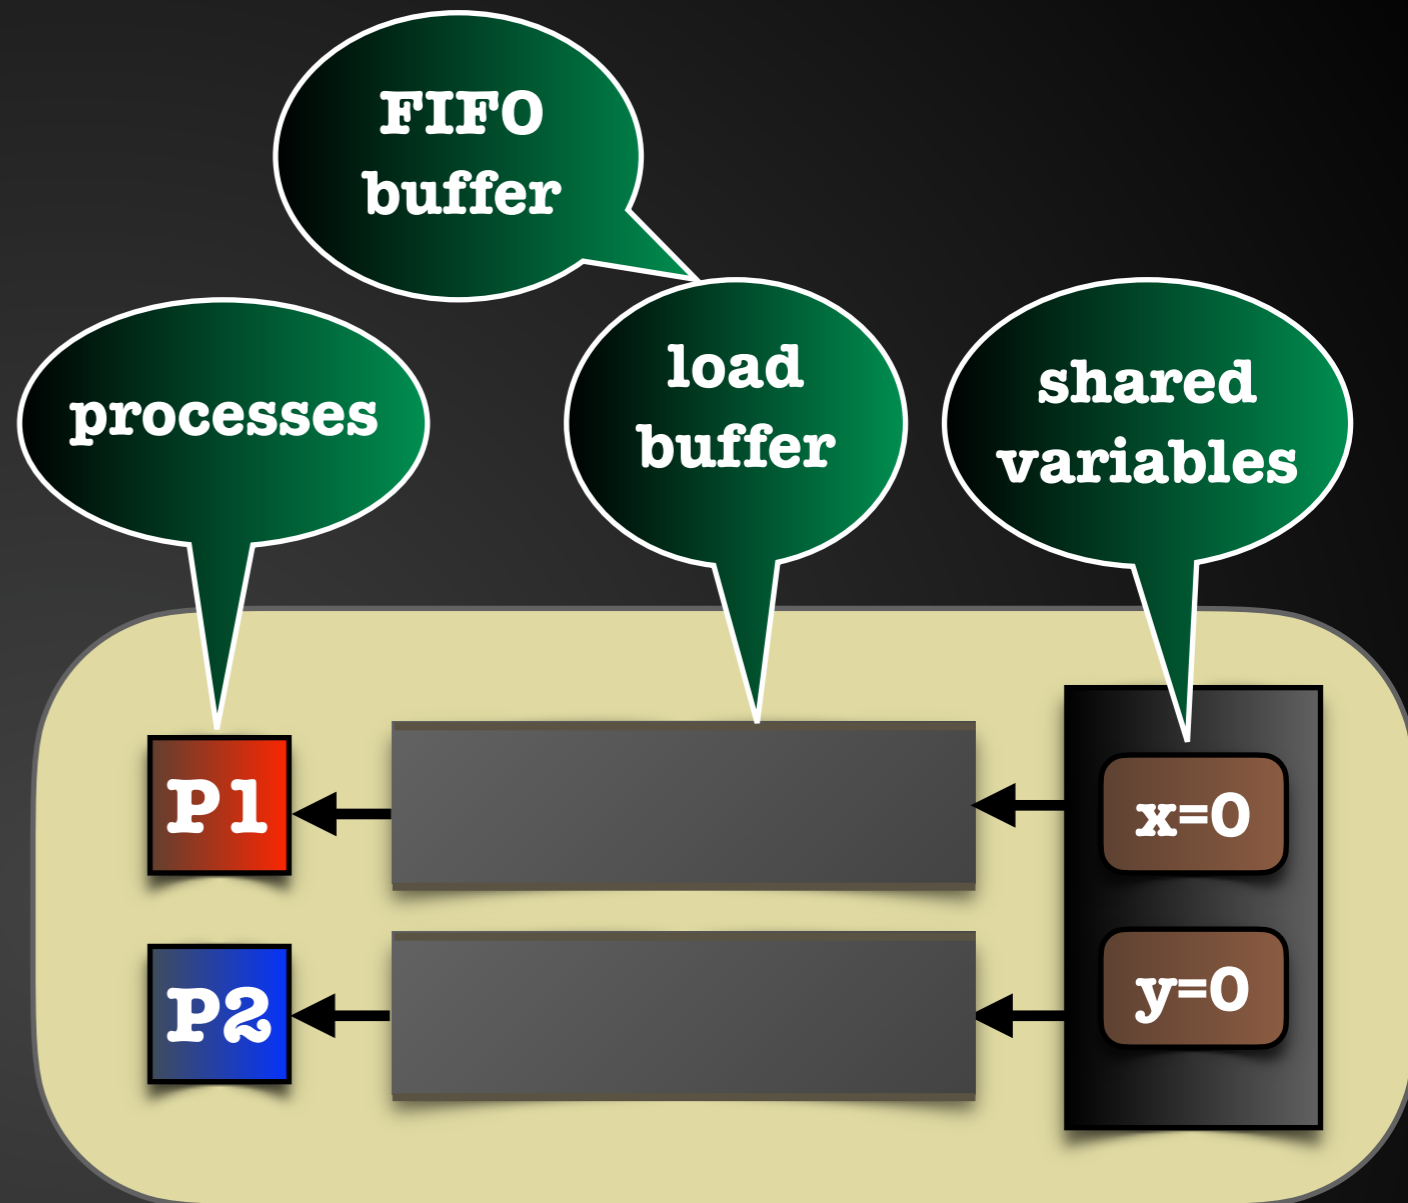 FIFO
buffer
processes
load
buffer
shared
variables
P1
x=0
P2
y=0